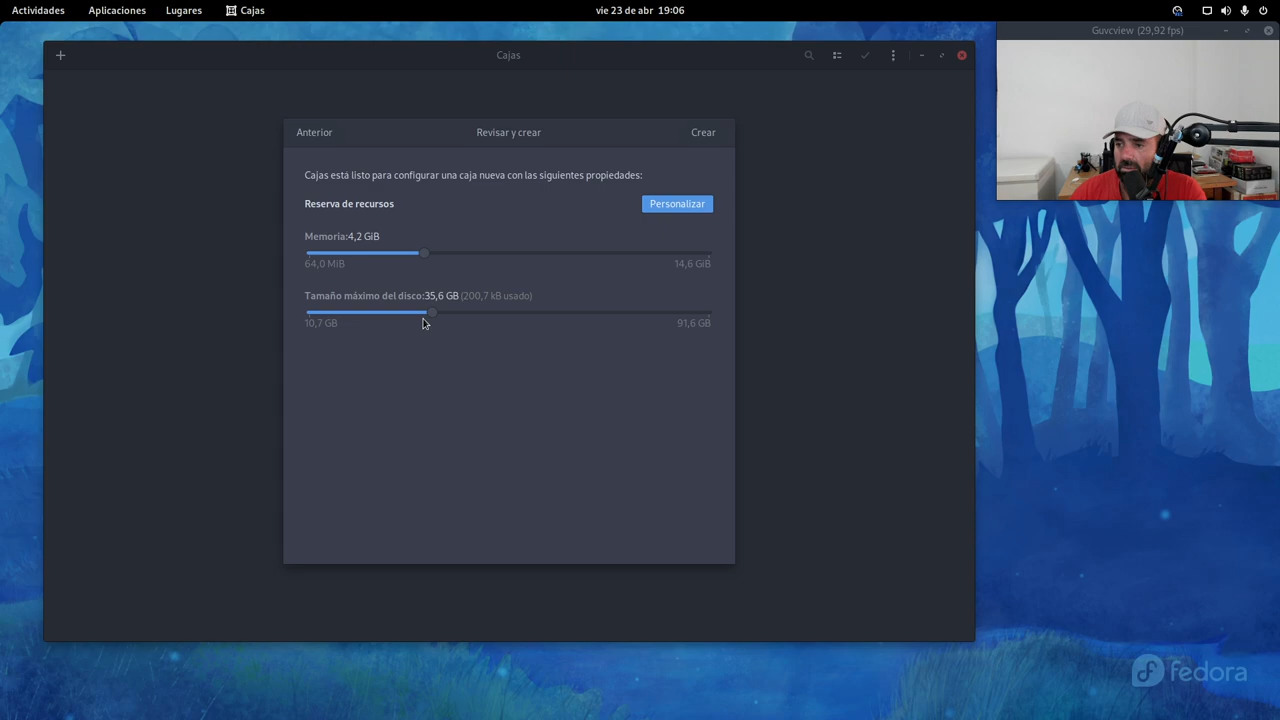 Actividades Aplicaciones Lugares Cajas vie 23 de abr 19:06
Guvcview (29,92 fps)
Cajas
Anterior Revisar y crear Crear
Cajas está listo para configurar una caja nueva con las siguientes propiedades:
Reserva de recursos Personalizar
Memoria:4,2 GiB
64,0 MiB 14,6 GiB
Tamaño máximo del disco:35,6 GB (200,7 kB usado)
10,7 GB 91,6 GB
fedora